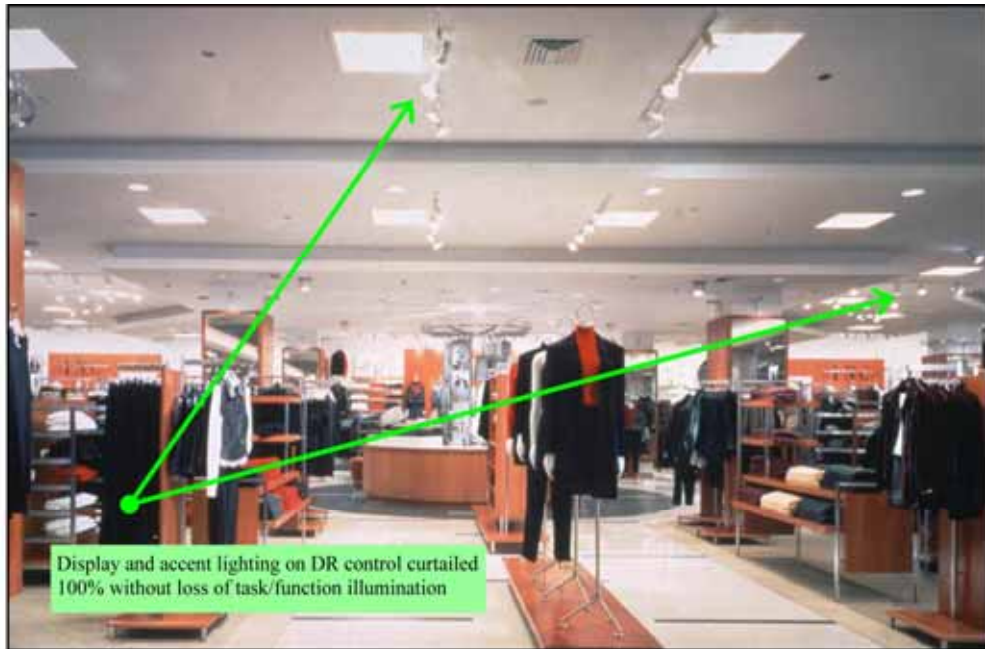 Display and accent lighting on DR control curtailed
100% without loss of task/function illumination